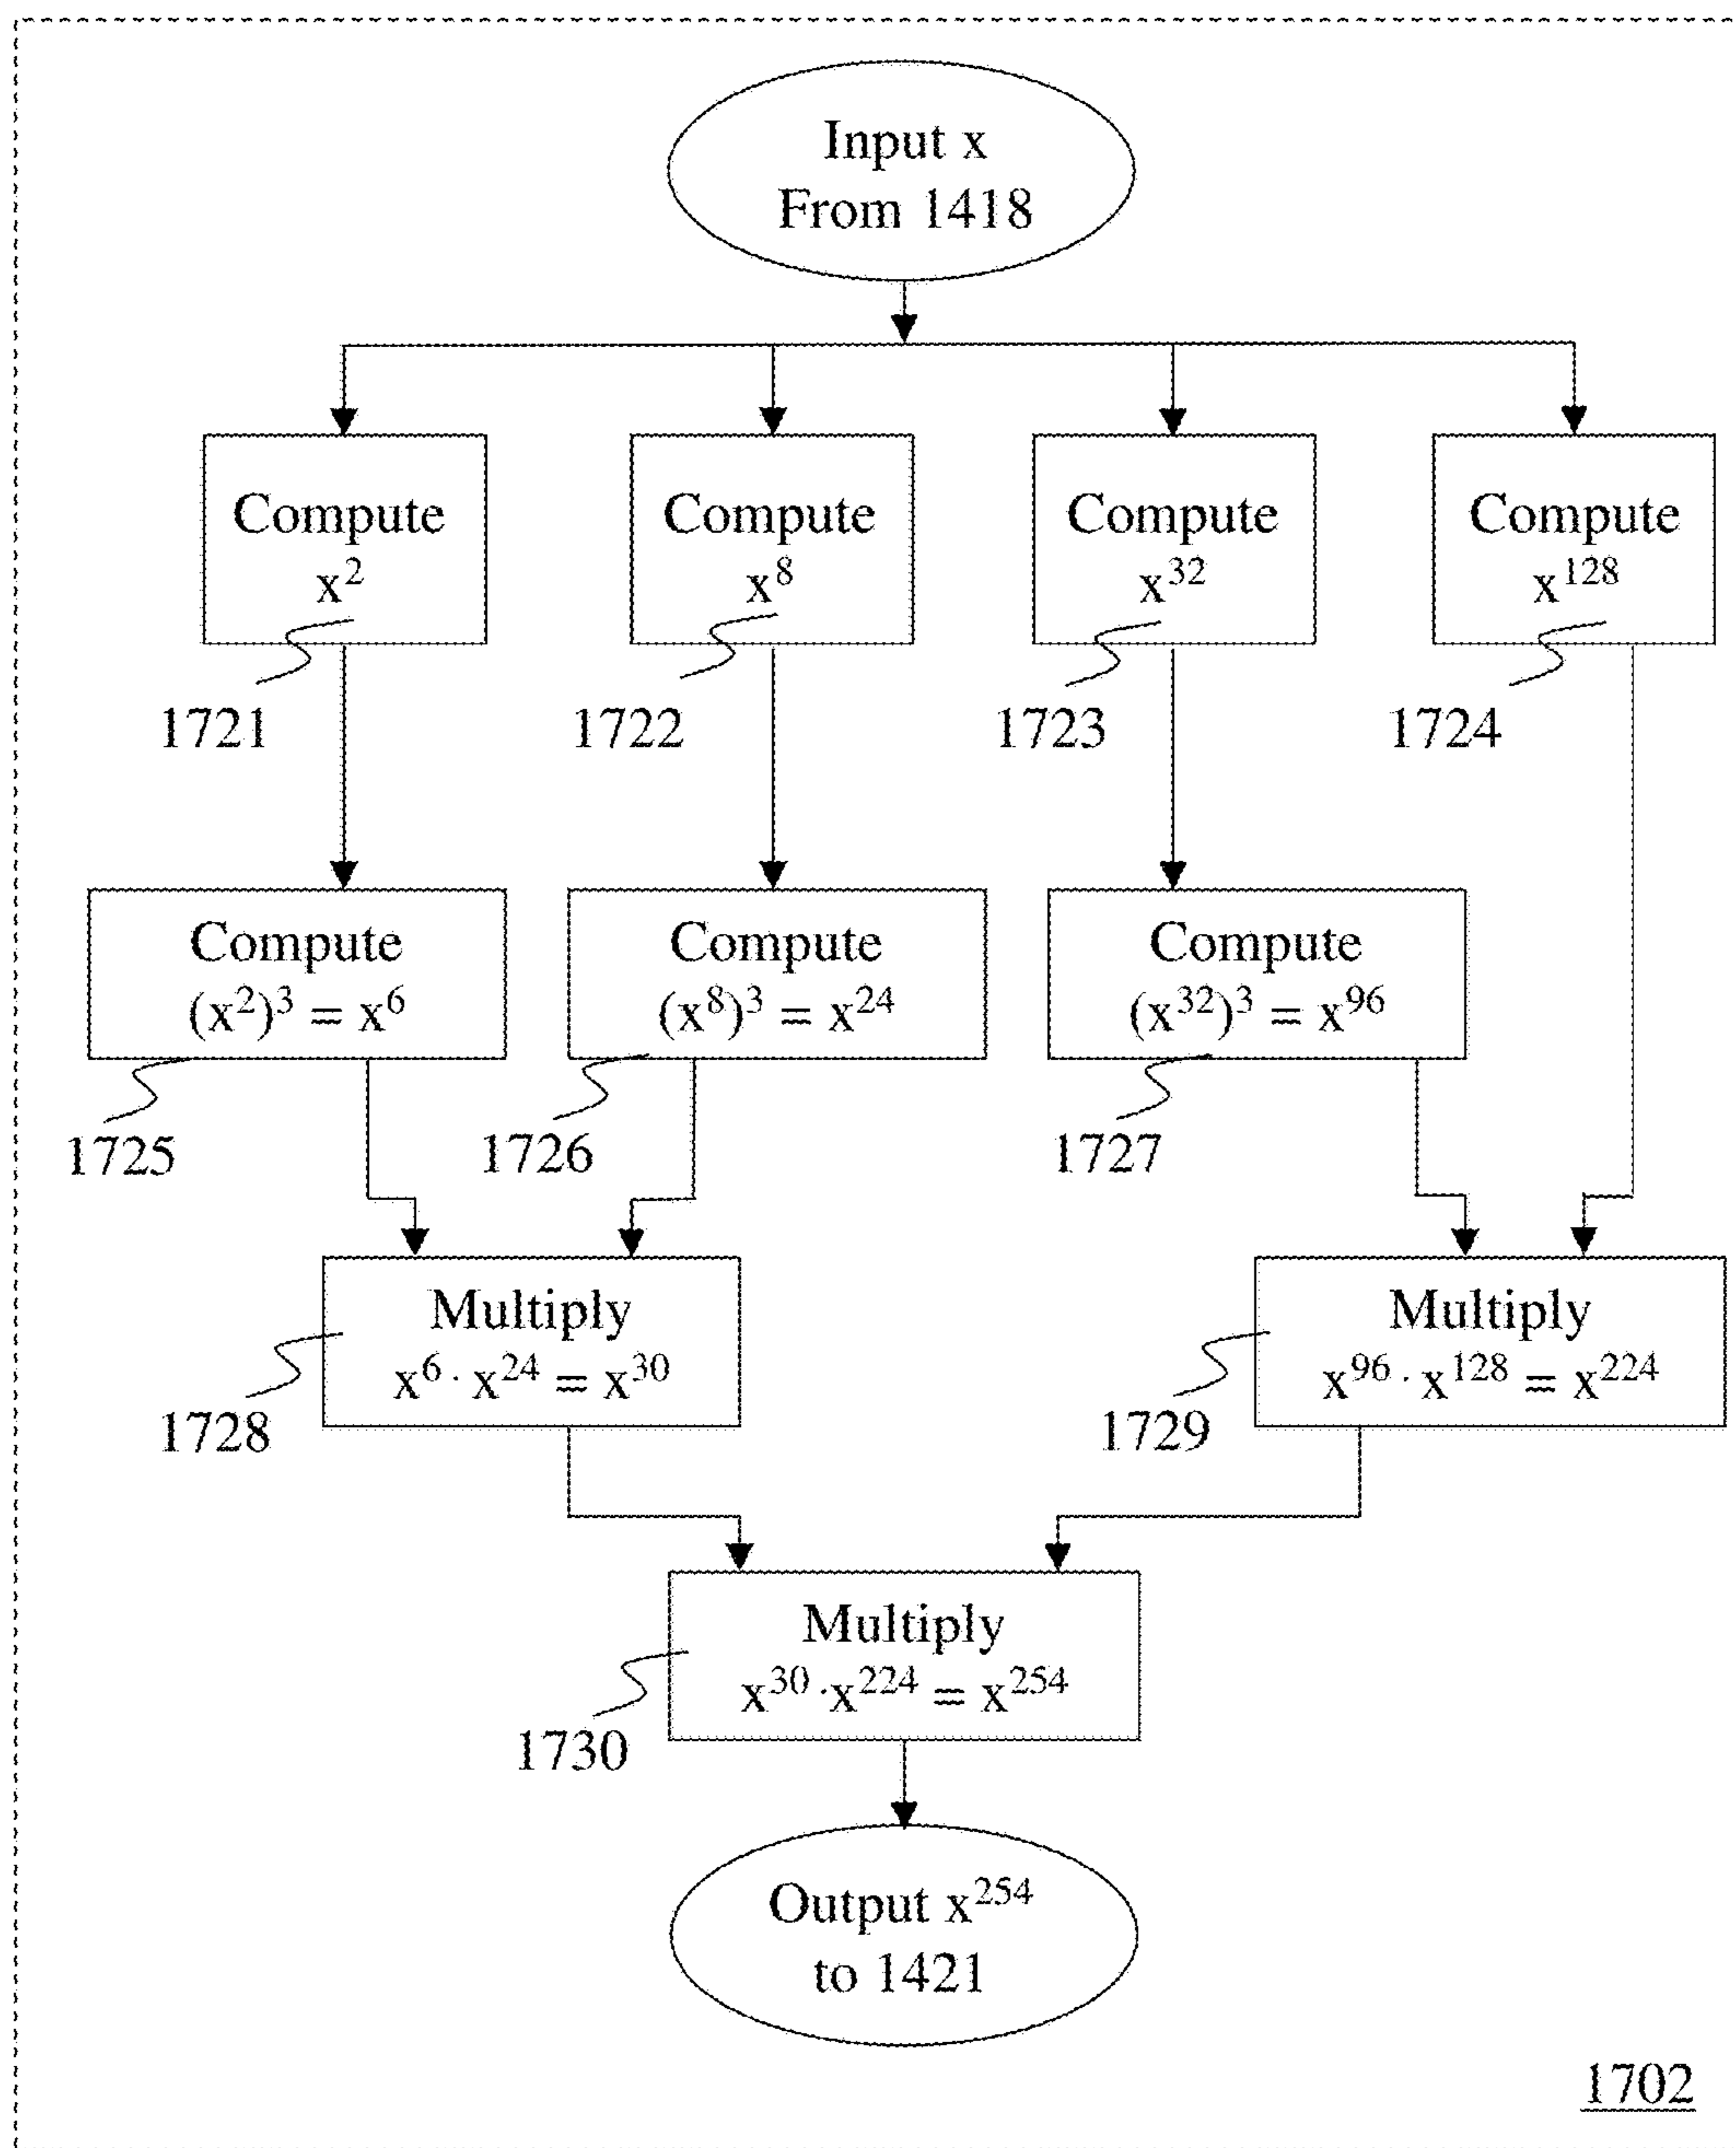 Input x
From 1418
Compute
x²
Compute
x⁸
Compute
x³²
Compute
x¹²⁸
1721
1722
1723
1724
Compute
(x²)³ = x⁶
Compute
(x⁸)³ = x²⁴
Compute
(x³²)³ = x⁹⁶
1725
1726
1727
Multiply
x⁶ · x²⁴ = x³⁰
Multiply
x⁹⁶ · x¹²⁸ = x²²⁴
1728
1729
Multiply
x³⁰ · x²²⁴ = x²⁵⁴
1730
Output x²⁵⁴
to 1421
1702